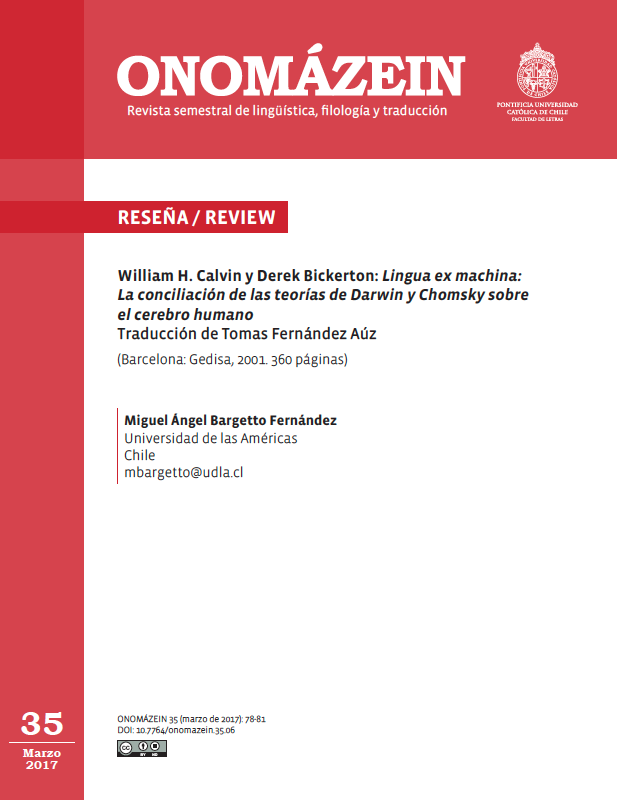 ONOMÁZEIN
Revista semestral de lingüística, filología y traducción
PONTIFICIA UNIVERSIDAD
CATÓLICA DE CHILE
FACULTAD DE LETRAS
RESEÑA / REVIEW
William H. Calvin y Derek Bickerton: Lingua ex machina:
La conciliación de las teorías de Darwin y Chomsky sobre
el cerebro humano
Traducción de Tomas Fernández Aúz
(Barcelona: Gedisa, 2001. 360 páginas)
Miguel Ángel Bargetto Fernández
Universidad de las Américas
Chile
mbargetto@udla.cl
35
Marzo
2017
ONOMÁZEIN 35 (marzo de 2017): 78-81
DOI: 10.7764/onomazein.35.06
cc
BY ND